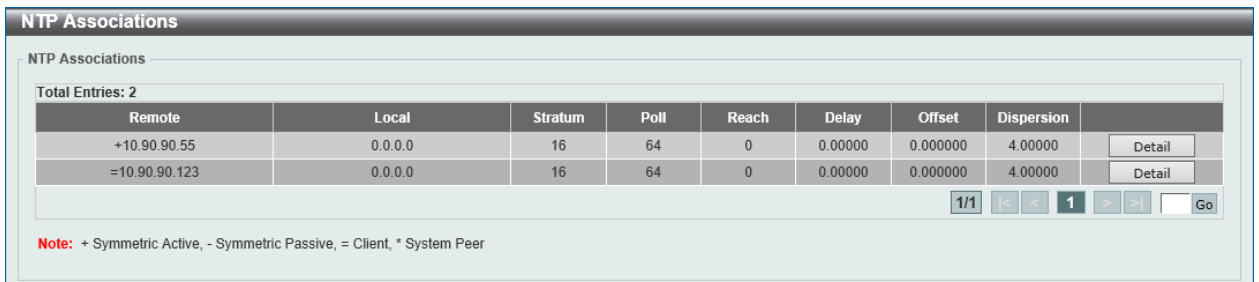 NTP Associations
NTP Associations
Total Entries: 2
Remote Local Stratum Poll Reach Delay Offset Dispersion
+10.90.90.55 0.0.0.0 16 64 0 0.00000 0.000000 4.00000 Detail
=10.90.90.123 0.0.0.0 16 64 0 0.00000 0.000000 4.00000 Detail
1/1 |< < 1 > >| Go
Note: + Symmetric Active, - Symmetric Passive, = Client, * System Peer